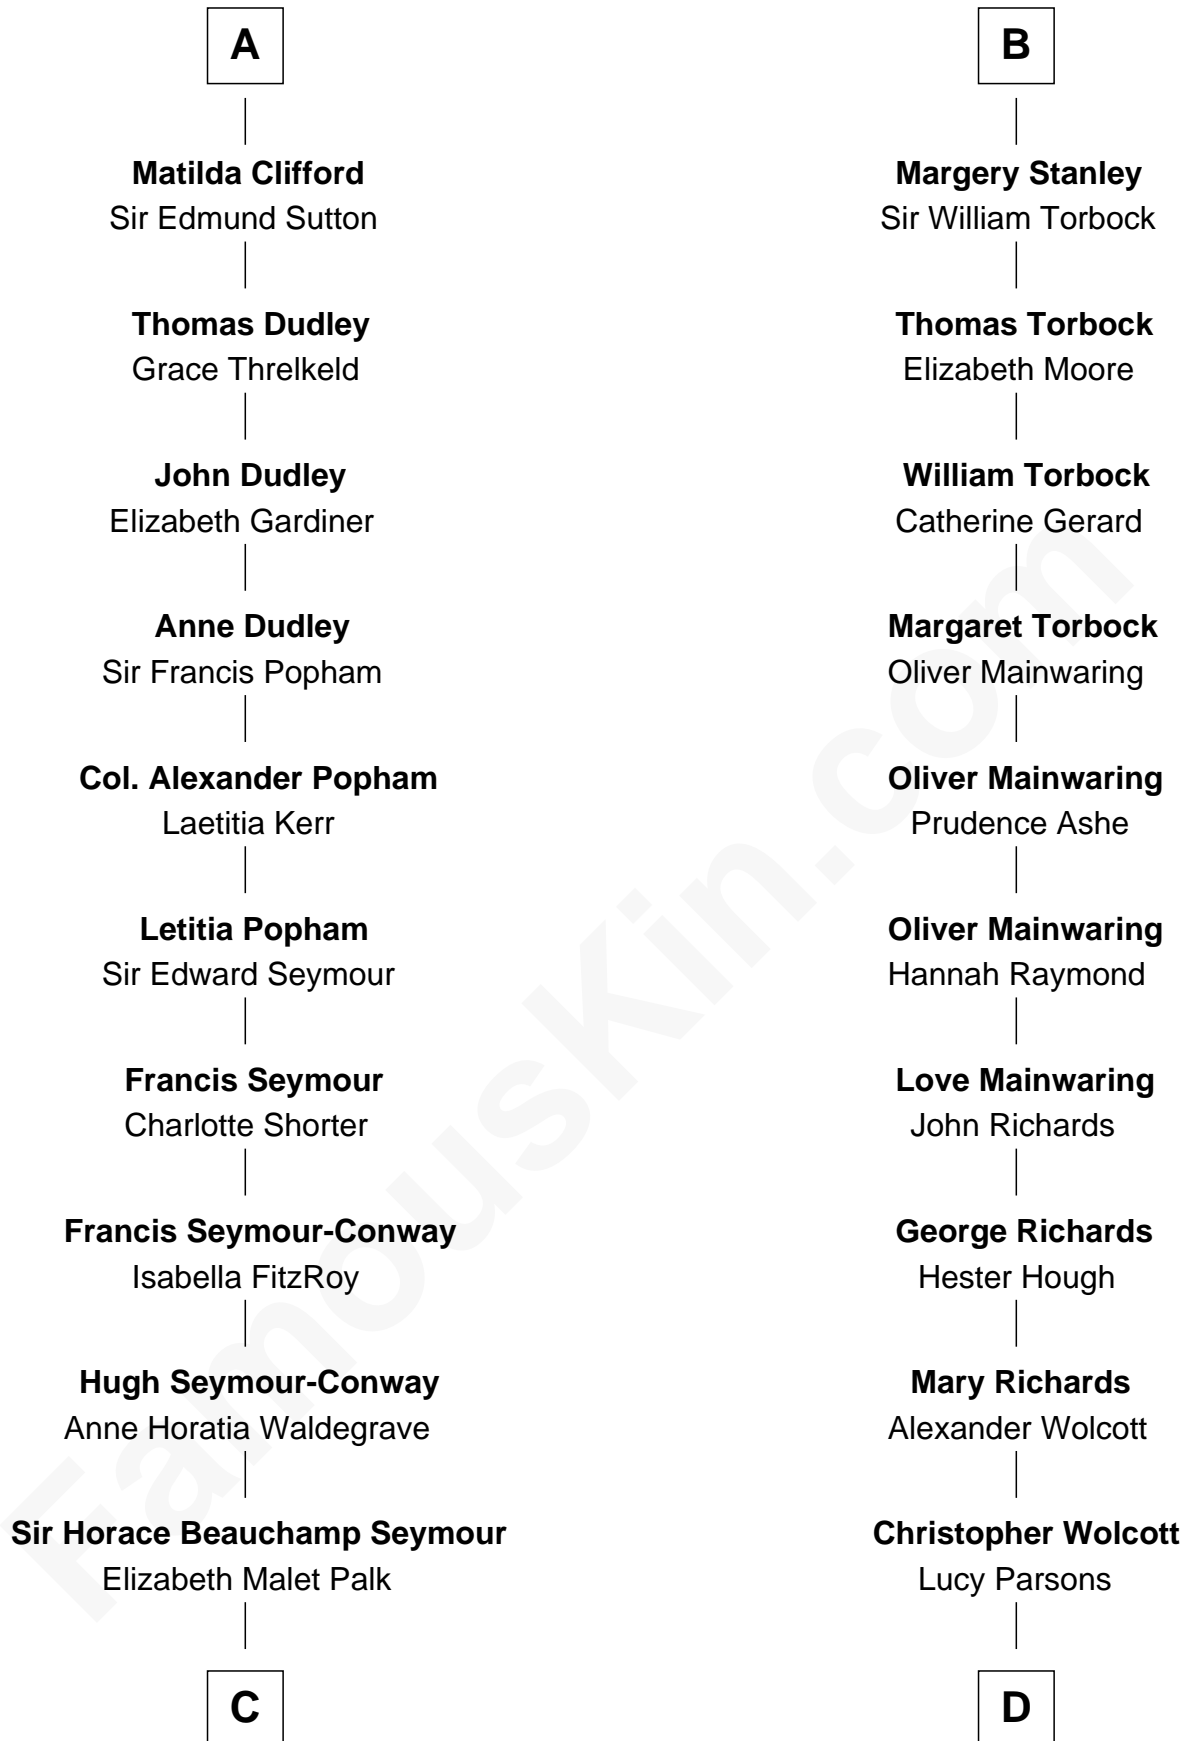 A
Matilda Clifford
Sir Edmund Sutton
Thomas Dudley
Grace Threlkeld
John Dudley
Elizabeth Gardiner
Anne Dudley
Sir Francis Popham
Col. Alexander Popham
Laetitia Kerr
Letitia Popham
Sir Edward Seymour
Francis Seymour
Charlotte Shorter
Francis Seymour-Conway
Isabella FitzRoy
Hugh Seymour-Conway
Anne Horatia Waldegrave
Sir Horace Beauchamp Seymour
Elizabeth Malet Palk
C
B
Margery Stanley
Sir William Torbock
Thomas Torbock
Elizabeth Moore
William Torbock
Catherine Gerard
Margaret Torbock
Oliver Mainwaring
Oliver Mainwaring
Prudence Ashe
Oliver Mainwaring
Hannah Raymond
Love Mainwaring
John Richards
George Richards
Hester Hough
Mary Richards
Alexander Wolcott
Christopher Wolcott
Lucy Parsons
D
FamousKin.com